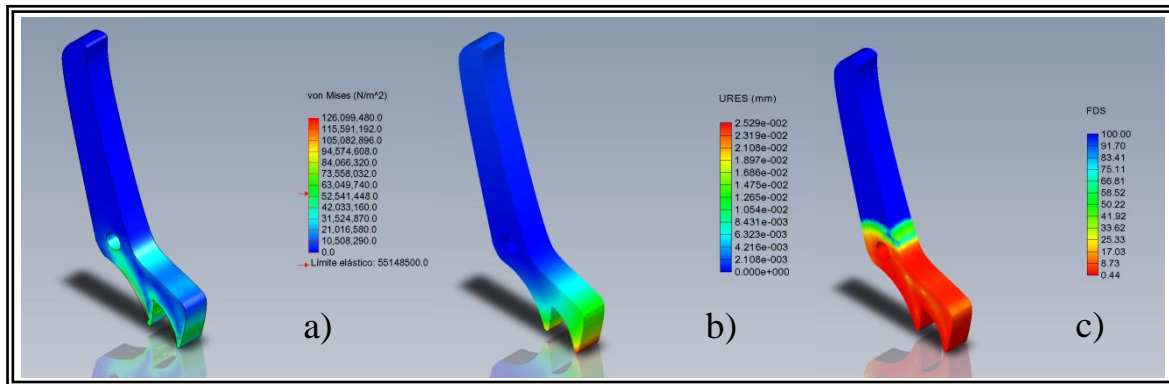 von Mises (N/m^2)
126,099,480.0
115,591,192.0
105,082,896.0
94,574,608.0
84,066,320.0
73,558,032.0
63,049,740.0
52,541,448.0
42,033,160.0
31,524,870.0
21,016,580.0
10,508,290.0
0.0
Límite elástico: 55148500.0
a)
URES (mm)
2.529e-002
2.319e-002
2.108e-002
1.897e-002
1.686e-002
1.475e-002
1.265e-002
1.054e-002
8.431e-003
6.323e-003
4.216e-003
2.108e-003
0.000e+000
b)
FDS
100.00
91.70
83.41
75.11
66.81
58.52
50.22
41.92
33.62
25.33
17.03
8.73
0.44
c)